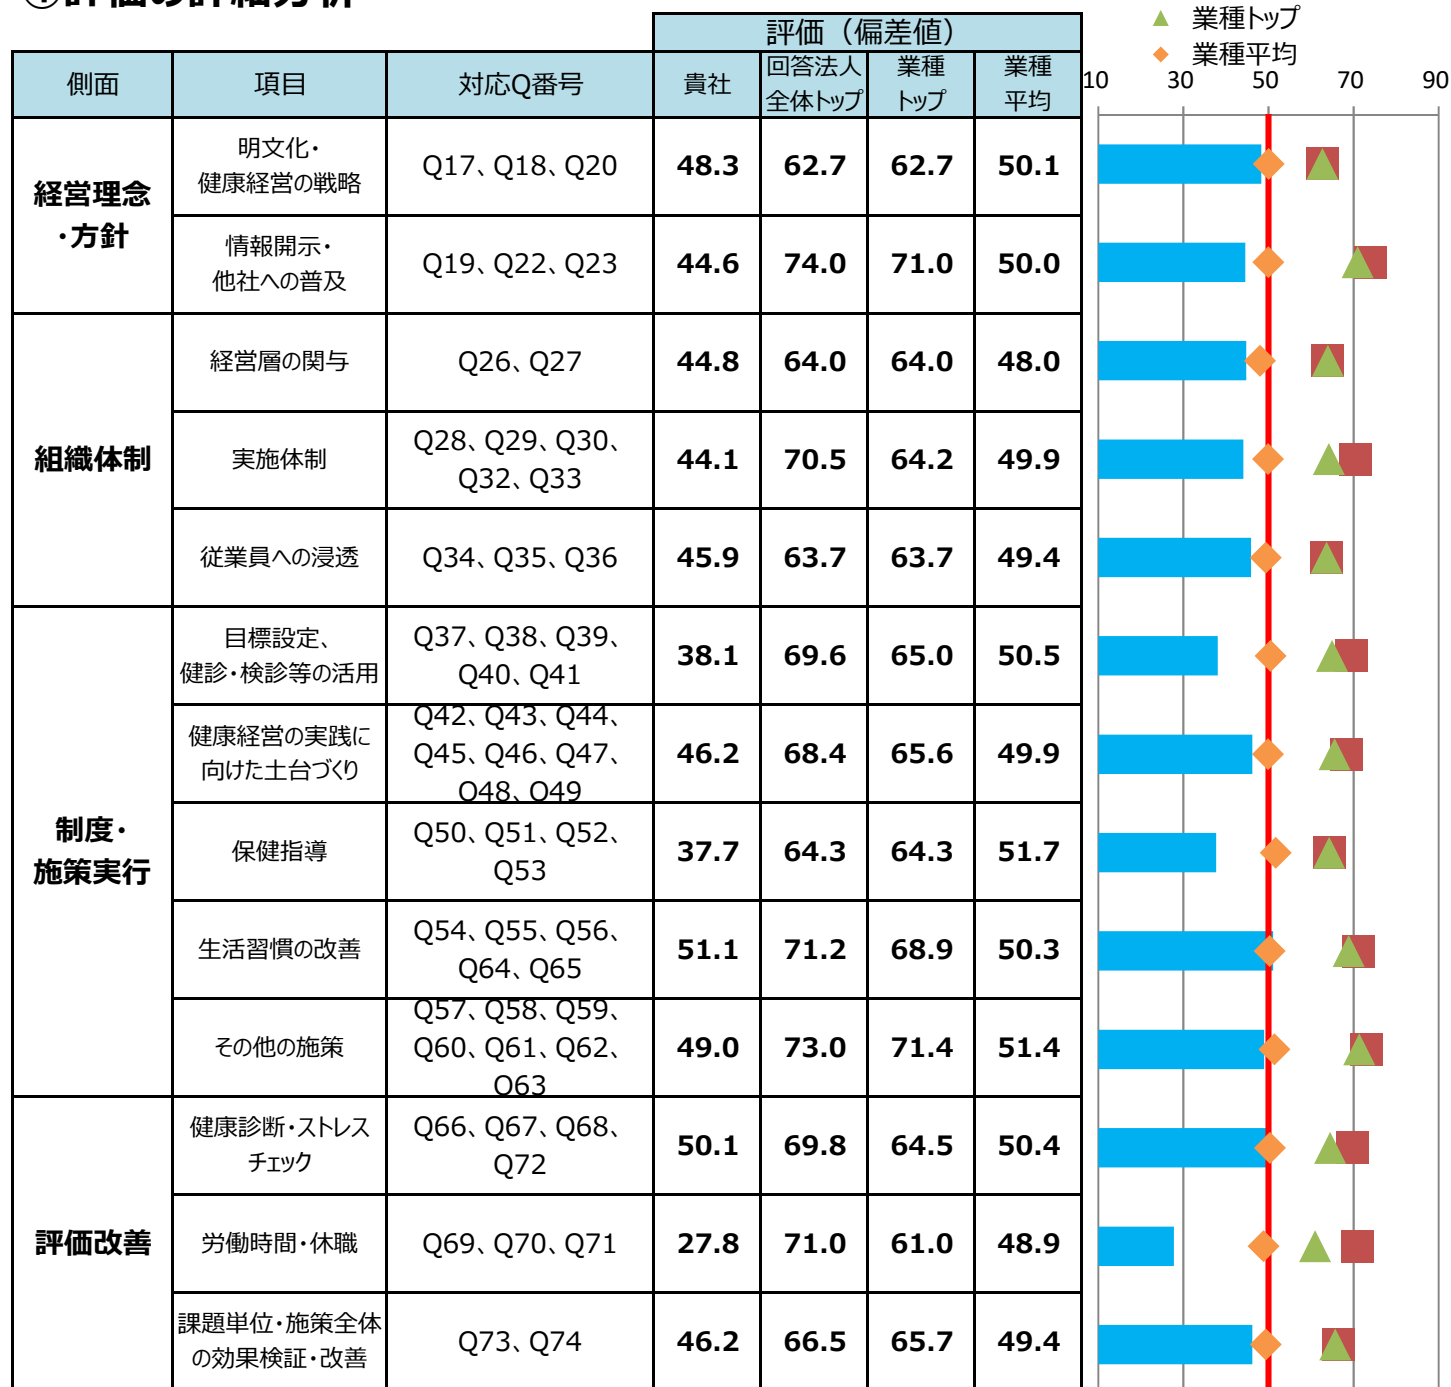 ①評価の詳細分析
業種トップ
業種平均
評価（偏差値）
側面 項目 対応Q番号 貴社 回答法人全体トップ 業種トップ 業種平均
10 30 50 70 90
経営理念・方針
明文化・健康経営の戦略 Q17、Q18、Q20 48.3 62.7 62.7 50.1
情報開示・他社への普及 Q19、Q22、Q23 44.6 74.0 71.0 50.0
組織体制
経営層の関与 Q26、Q27 44.8 64.0 64.0 48.0
実施体制 Q28、Q29、Q30、Q32、Q33 44.1 70.5 64.2 49.9
従業員への浸透 Q34、Q35、Q36 45.9 63.7 63.7 49.4
制度・施策実行
目標設定、健診・検診等の活用 Q37、Q38、Q39、Q40、Q41 38.1 69.6 65.0 50.5
健康経営の実践に向けた土台づくり Q42、Q43、Q44、Q45、Q46、Q47、Q48、Q49 46.2 68.4 65.6 49.9
保健指導 Q50、Q51、Q52、Q53 37.7 64.3 64.3 51.7
生活習慣の改善 Q54、Q55、Q56、Q64、Q65 51.1 71.2 68.9 50.3
その他の施策 Q57、Q58、Q59、Q60、Q61、Q62、Q63 49.0 73.0 71.4 51.4
評価改善
健康診断・ストレスチェック Q66、Q67、Q68、Q72 50.1 69.8 64.5 50.4
労働時間・休職 Q69、Q70、Q71 27.8 71.0 61.0 48.9
課題単位・施策全体の効果検証・改善 Q73、Q74 46.2 66.5 65.7 49.4